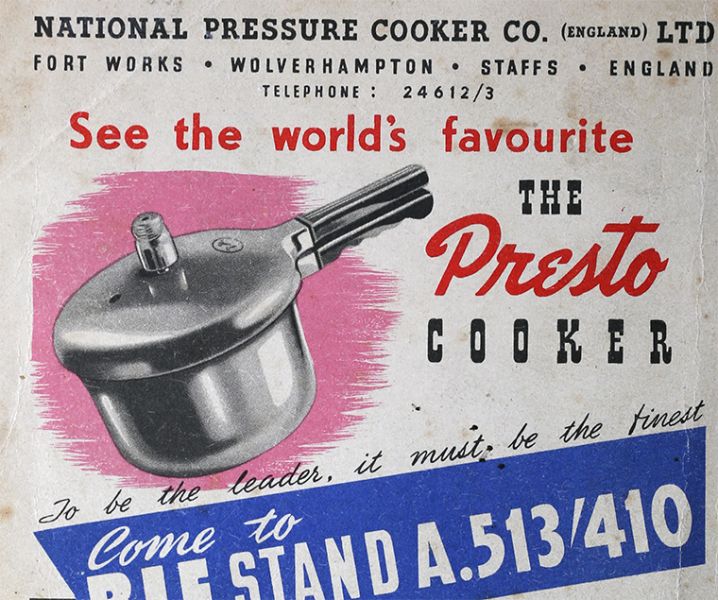 NATIONAL PRESSURE COOKER CO. (ENGLAND) LTD
FORT WORKS • WOLVERHAMPTON • STAFFS • ENGLAND
TELEPHONE: 24612/3
See the world's favourite
THE
Presto
COOKER
To be the leader, it must be the finest
Come to
BIF STAND A.513/410